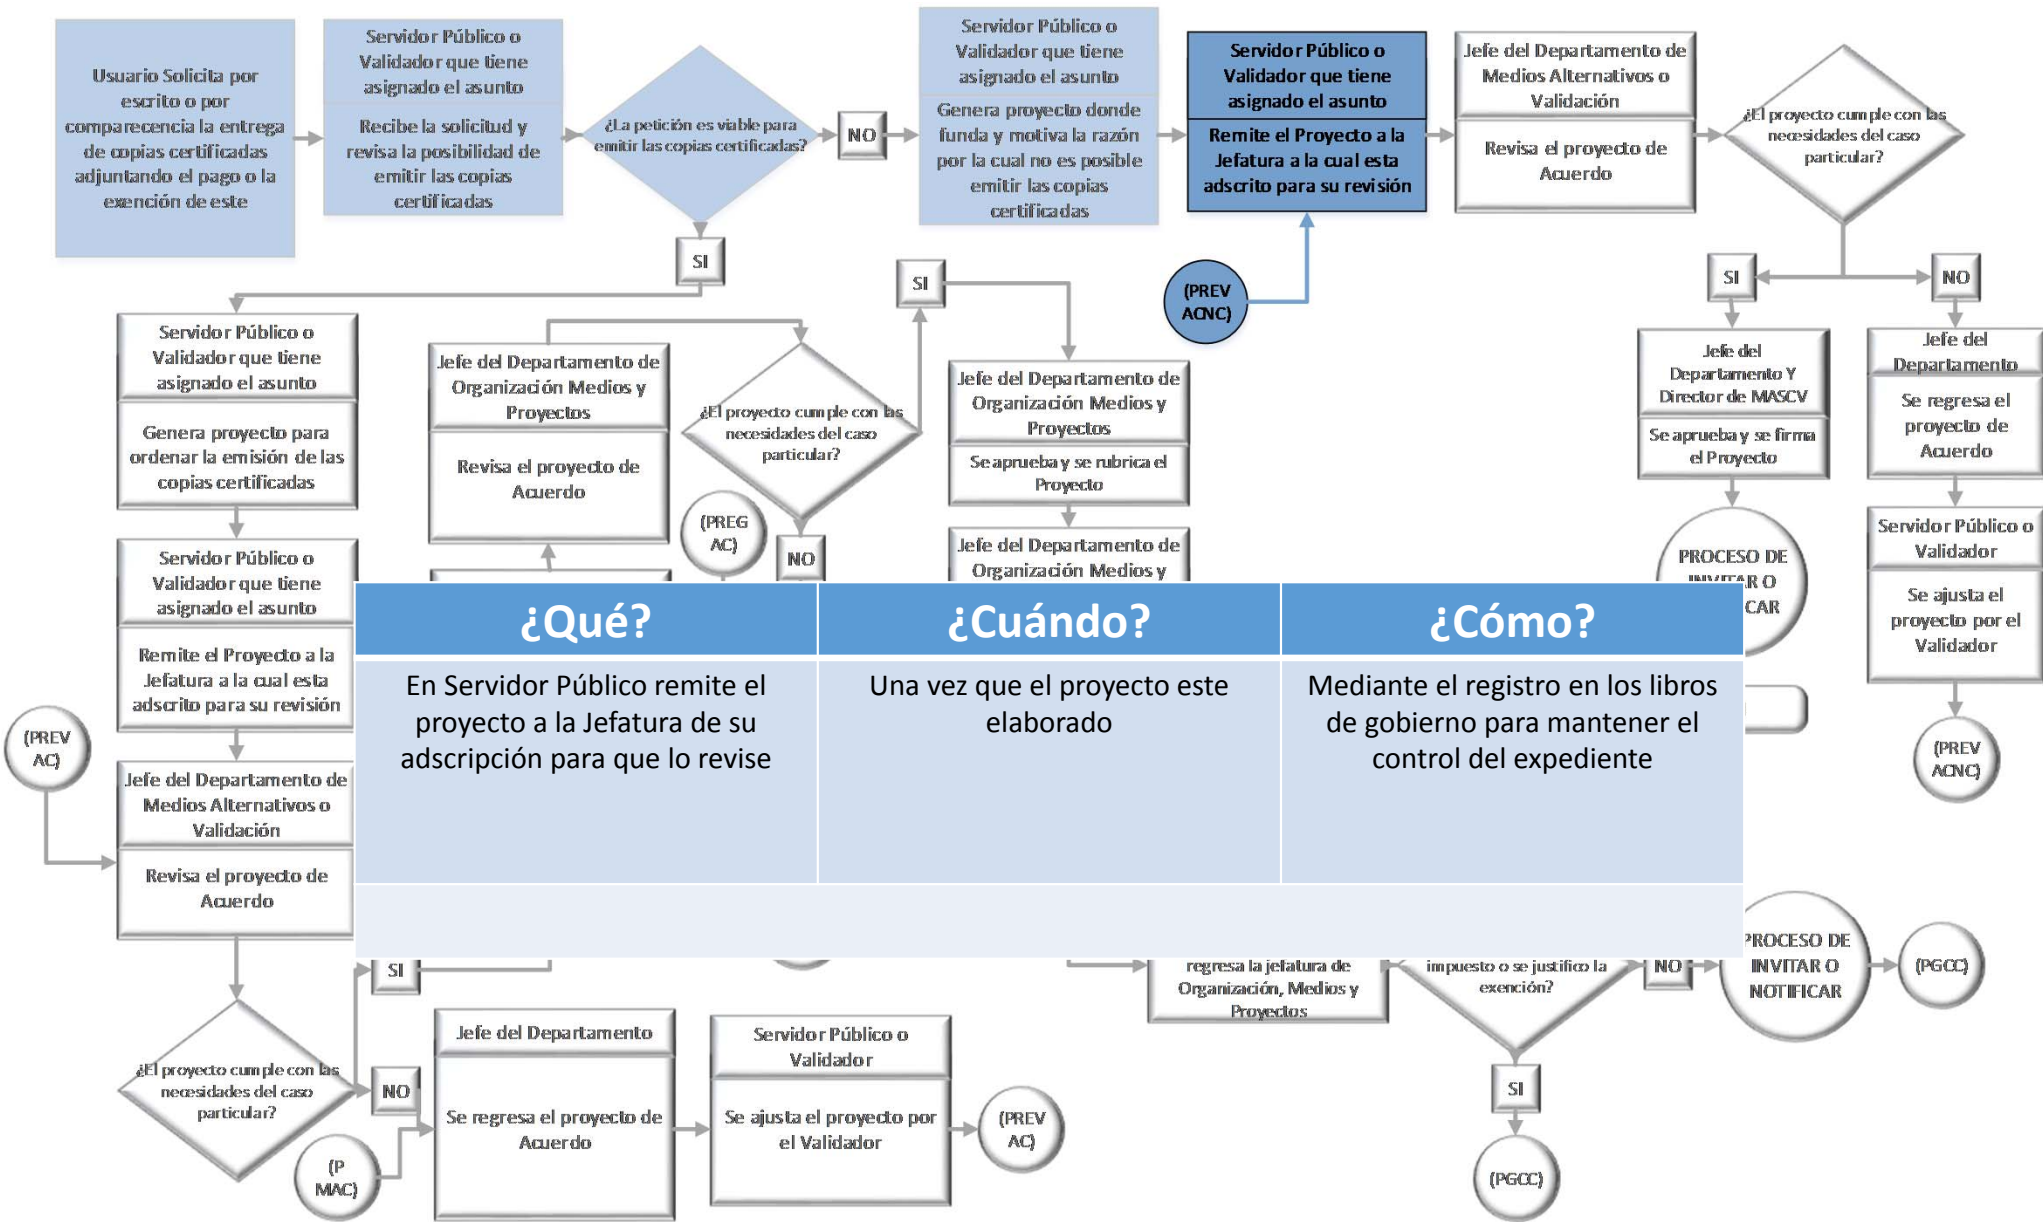 Usuario Solicita por
escrito o por
comparecencia la entrega
de copias certificadas
adjuntando el pago o la
exención de este
Servidor Público o
Validador que tiene
asignado el asunto
Recibe la solicitud y
revisa la posibilidad de
emitir las copias
certificadas
¿La petición es viable para
emitir las copias certificadas?
NO
Servidor Público o
Validador que tiene
asignado el asunto
Genera proyecto donde
funda y motiva la razón
por la cual no es posible
emitir las copias
certificadas
Servidor Público o
Validador que tiene
asignado el asunto
Remite el Proyecto a la
Jefatura a la cual esta
adscrito para su revisión
Jefe del Departamento de
Medios Alternativos o
Validación
Revisa el proyecto de
Acuerdo
¿El proyecto cumple con las
necesidades del caso
particular?
SI
SI
(PREV
ACNC)
SI
NO
Servidor Público o
Validador que tiene
asignado el asunto
Genera proyecto para
ordenar la emisión de las
copias certificadas
Jefe del Departamento de
Organización Medios y
Proyectos
Revisa el proyecto de
Acuerdo
¿El proyecto cumple con las
necesidades del caso
particular?
Jefe del Departamento de
Organización Medios y
Proyectos
Se aprueba y se rubrica el
Proyecto
Jefe del
Departamento Y
Director de MASCV
Se aprueba y se firma
el Proyecto
Jefe del
Departamento
Se regresa el
proyecto de
Acuerdo
(PREG
AC)
NO
Servidor Público o
Validador que tiene
asignado el asunto
Remite el Proyecto a la
Jefatura a la cual esta
adscrito para su revisión
Jefe del Departamento de
Organización Medios y
PROCESO DE
INVITAR O
CAR
Servidor Público o
Validador
Se ajusta el
proyecto por el
Validador
¿Qué?
¿Cuándo?
¿Cómo?
En Servidor Público remite el
proyecto a la Jefatura de su
adscripción para que lo revise
Una vez que el proyecto este
elaborado
Mediante el registro en los libros
de gobierno para mantener el
control del expediente
(PREV
AC)
(PREV
ACNC)
Jefe del Departamento de
Medios Alternativos o
Validación
Revisa el proyecto de
Acuerdo
SI
regresa la jefatura de
Organización, Medios y
Proyectos
impuesto o se justifico la
exención?
NO
PROCESO DE
INVITAR O
NOTIFICAR
(PGCC)
¿El proyecto cumple con las
necesidades del caso
particular?
NO
(P
MAC)
Jefe del Departamento
Se regresa el proyecto de
Acuerdo
Servidor Público o
Validador
Se ajusta el proyecto por
el Validador
(PREV
AC)
SI
(PGCC)